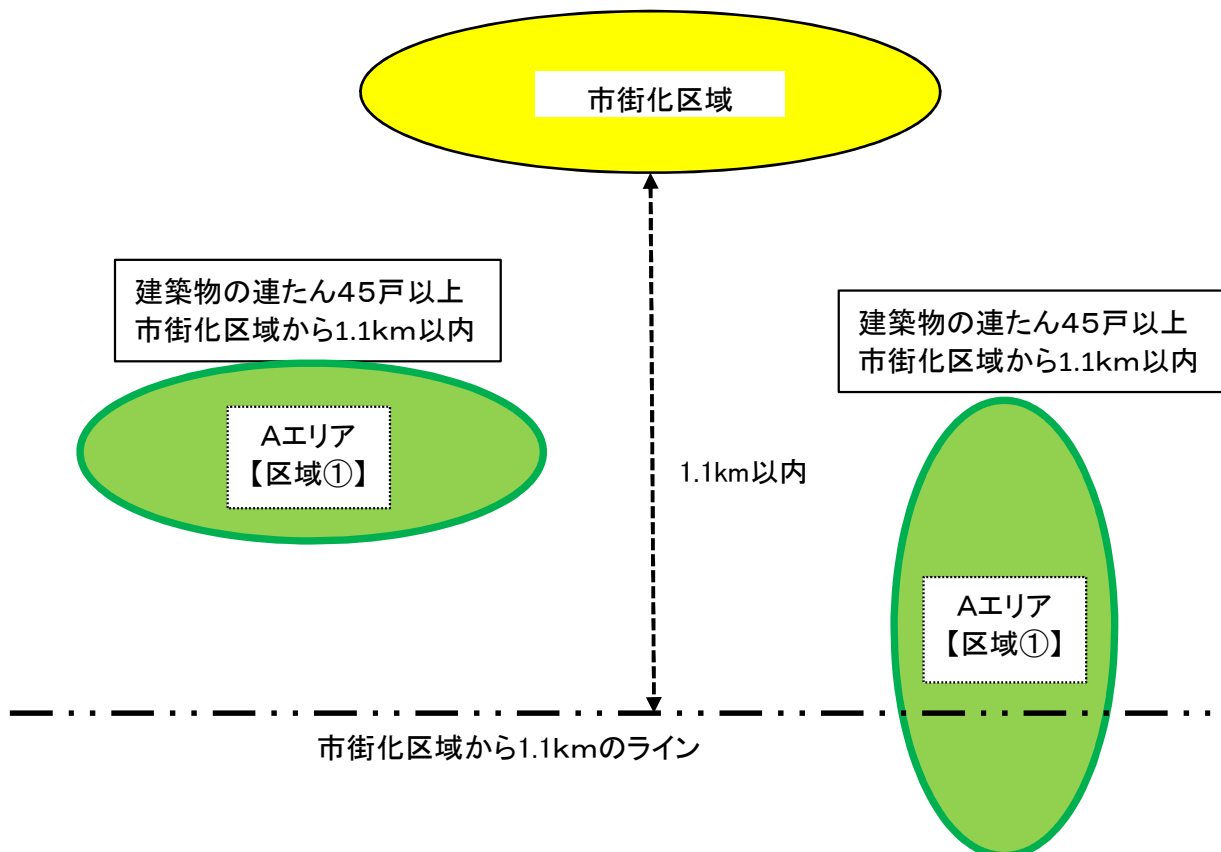 市街化区域
建築物の連たん45戸以上
市街化区域から1.1km以内
建築物の連たん45戸以上
市街化区域から1.1km以内
Aエリア
【区域①】
1.1km以内
Aエリア
【区域①】
市街化区域から1.1kmのライン